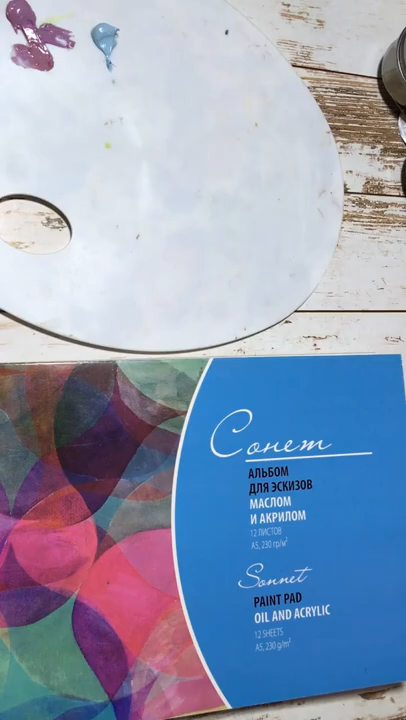 Сонет
АЛЬБОМ
ДЛЯ ЭСКИЗОВ
МАСЛОМ
И АКРИЛОМ
12 ЛИСТОВ
А5, 230 гр/м²
Sonnet
PAINT PAD
OIL AND ACRYLIC
12 SHEETS
A5, 230 g/m²